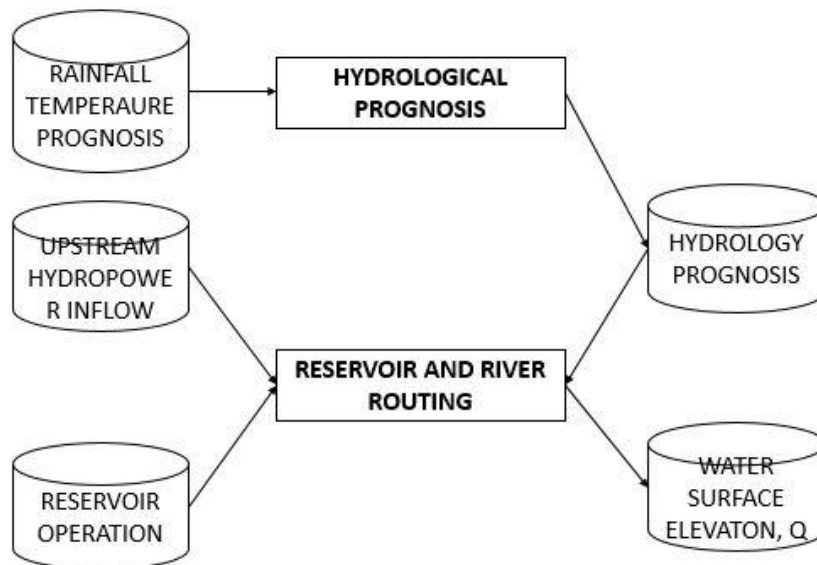 RAINFALL
TEMPERAURE
PROGNOSIS
HYDROLOGICAL
PROGNOSIS
UPSTREAM
HYDROPOWE
R INFLOW
HYDROLOGY
PROGNOSIS
RESERVOIR AND RIVER
ROUTING
RESERVOIR
OPERATION
WATER
SURFACE
ELEVATON, Q